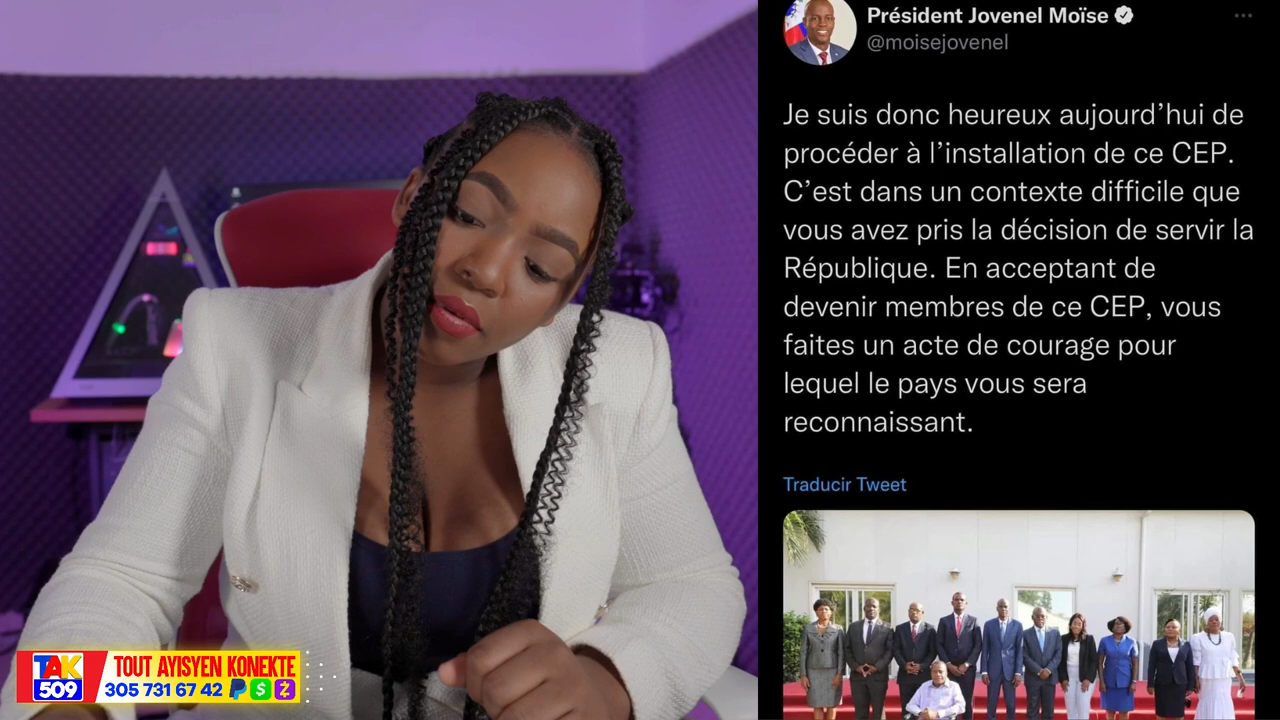 Président Jovenel Moïse
@moisejovenel
Je suis donc heureux aujourd’hui de
procéder à l’installation de ce CEP.
C’est dans un contexte difficile que
vous avez pris la décision de servir la
République. En acceptant de
devenir membres de ce CEP, vous
faites un acte de courage pour
lequel le pays vous sera
reconnaissant.
Traducir Tweet
TAK
509
TOUT AYISYEN KONEKTE
305 731 67 42